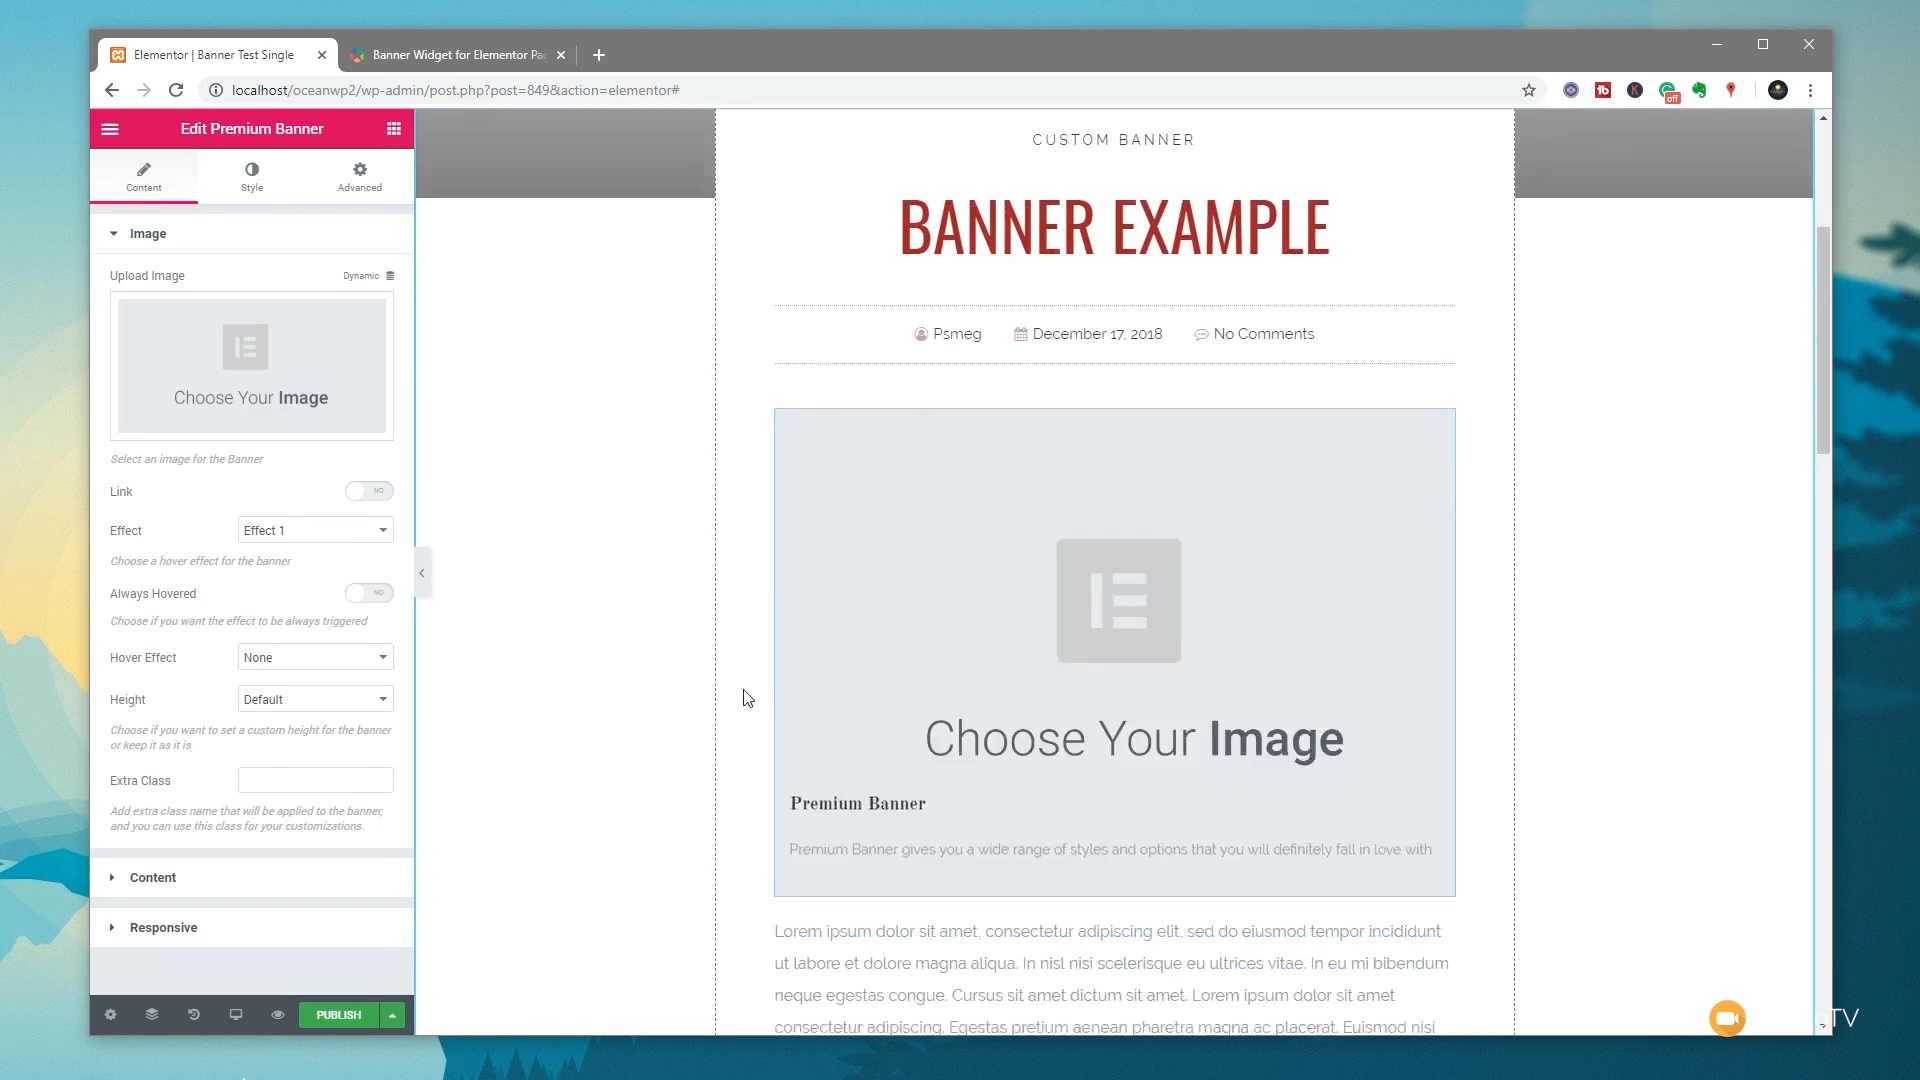 Elementor | Banner Test Single
Banner Widget for Elementor Pa
localhost/oceanwp2/wp-admin/post.php?post=849&action=elementor#
off
Edit Premium Banner
Content
Style
Advanced
Image
Upload Image
Dynamic
Choose Your Image
Select an image for the Banner
Link
NO
Effect
Effect 1
Choose a hover effect for the banner
Always Hovered
NO
Choose if you want the effect to be always triggered
Hover Effect
None
Height
Default
Choose if you want to set a custom height for the banner
or keep it as it is
Extra Class
Add extra class name that will be applied to the banner,
and you can use this class for your customizations.
Content
Responsive
PUBLISH
CUSTOM BANNER
BANNER EXAMPLE
Psmeg
December 17, 2018
No Comments
Choose Your Image
Premium Banner
Premium Banner gives you a wide range of styles and options that you will definitely fall in love with
Lorem ipsum dolor sit amet, consectetur adipiscing elit, sed do eiusmod tempor incididunt
ut labore et dolore magna aliqua. In nisl nisi scelerisque eu ultrices vitae. In eu mi bibendum
neque egestas congue. Cursus sit amet dictum sit amet. Lorem ipsum dolor sit amet
consectetur adipiscing. Egestas pretium aenean pharetra magna ac placerat. Euismod nisi